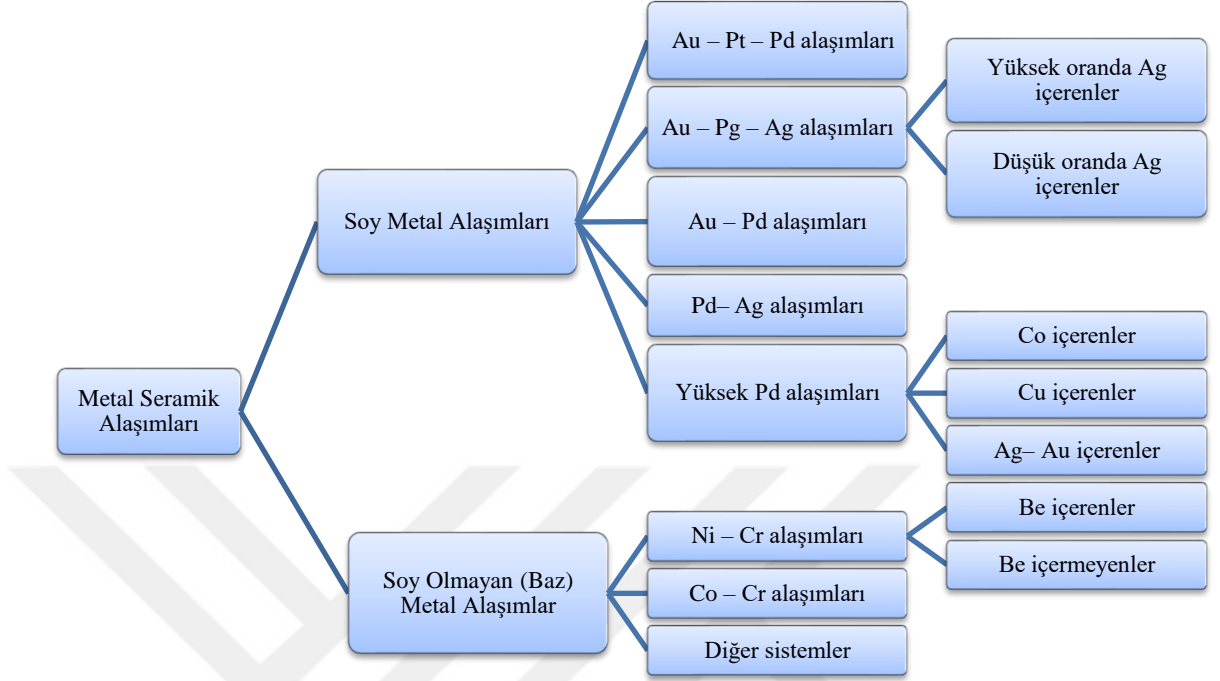 Metal Seramik
Alaşımları
Soy Metal Alaşımları
Au – Pt – Pd alaşımları
Au – Pg – Ag alaşımları
Yüksek oranda Ag
içerenler
Düşük oranda Ag
içerenler
Au – Pd alaşımları
Pd– Ag alaşımları
Yüksek Pd alaşımları
Co içerenler
Cu içerenler
Ag– Au içerenler
Soy Olmayan (Baz)
Metal Alaşımlar
Ni – Cr alaşımları
Be içerenler
Be içermeyenler
Co – Cr alaşımları
Diğer sistemler